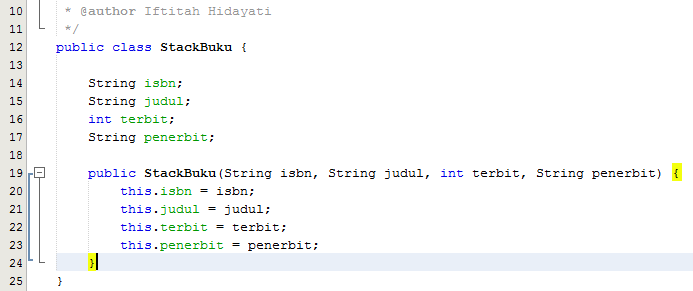 10 * @author Iftitah Hidayati
11 */
12 public class StackBuku {
13
14 String isbn;
15 String judul;
16 int terbit;
17 String penerbit;
18
19 public StackBuku(String isbn, String judul, int terbit, String penerbit) {
20 this.isbn = isbn;
21 this.judul = judul;
22 this.terbit = terbit;
23 this.penerbit = penerbit;
24 }
25 }